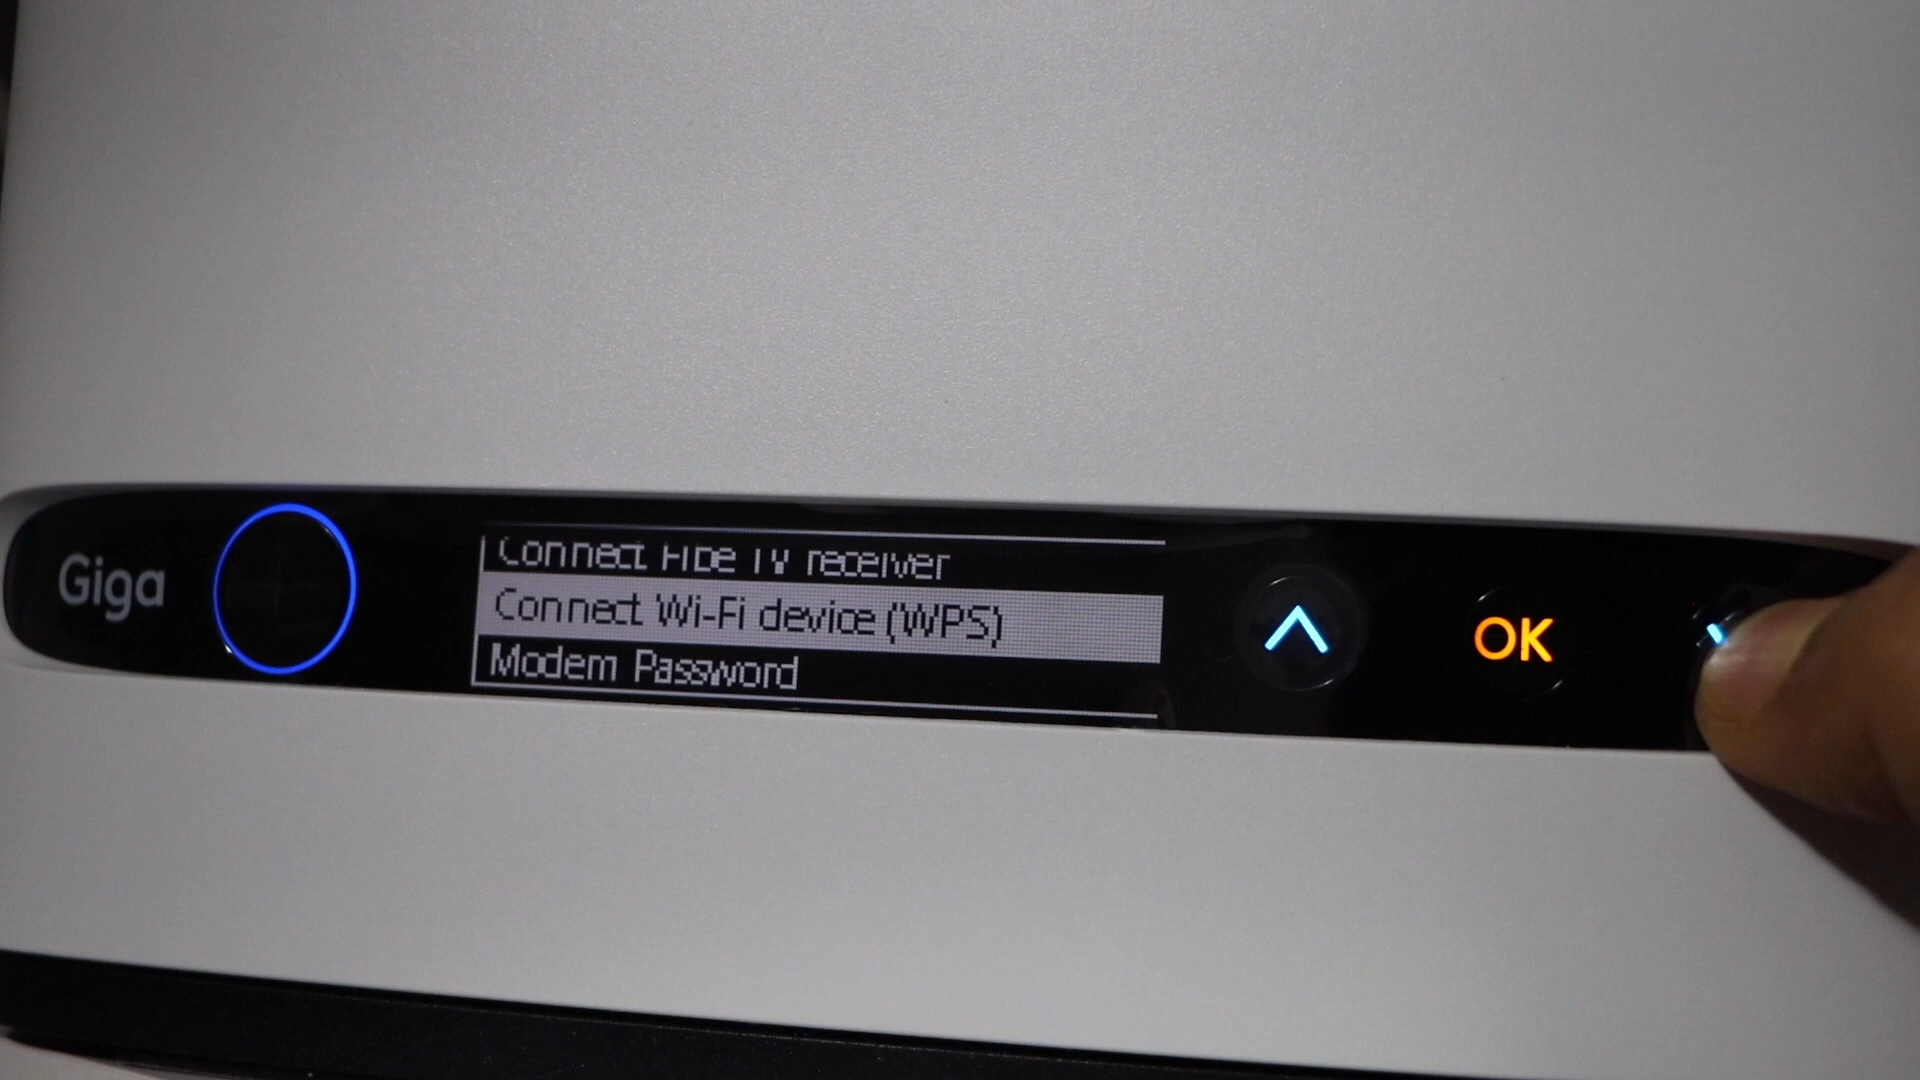 Giga
Connect Fibe TV receiver
Connect Wi-Fi device (WPS)
Modem Password
OK